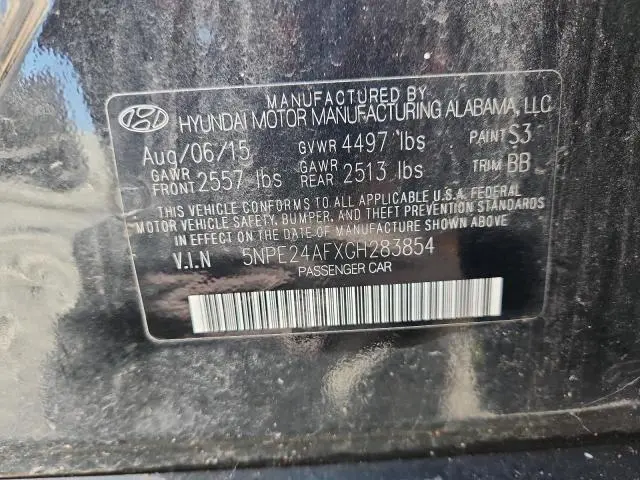 MANUFACTURED BY
HYUNDAI MOTOR MANUFACTURING ALABAMA, LLC
Aug/06/15 GVWR 4497 lbs PAINT S3
GAWR FRONT 2557 lbs GAWR REAR 2513 lbs TRIM BB
THIS VEHICLE CONFORMS TO ALL APPLICABLE U.S.A. FEDERAL
MOTOR VEHICLE SAFETY, BUMPER, AND THEFT PREVENTION STANDARDS
IN EFFECT ON THE DATE OF MANUFACTURE SHOWN ABOVE.
V.I.N 5NPE24AFXGH283854
PASSENGER CAR